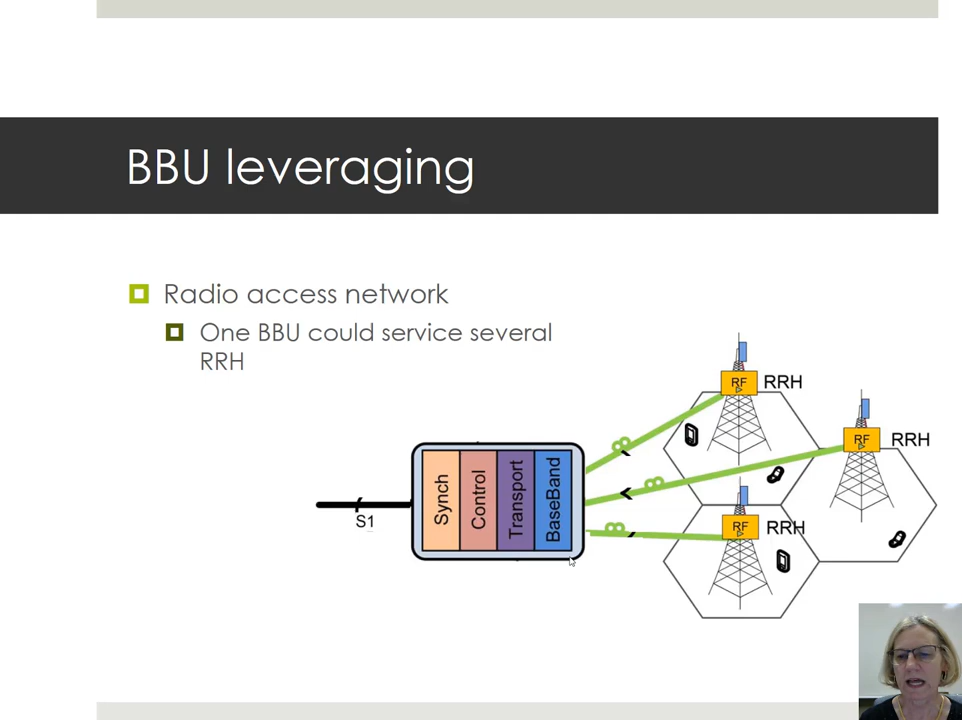 BBU leveraging
Radio access network
One BBU could service several
RRH
RF
RRH
RF
RRH
Synch
Control
Transport
BaseBand
S1
RF
RRH